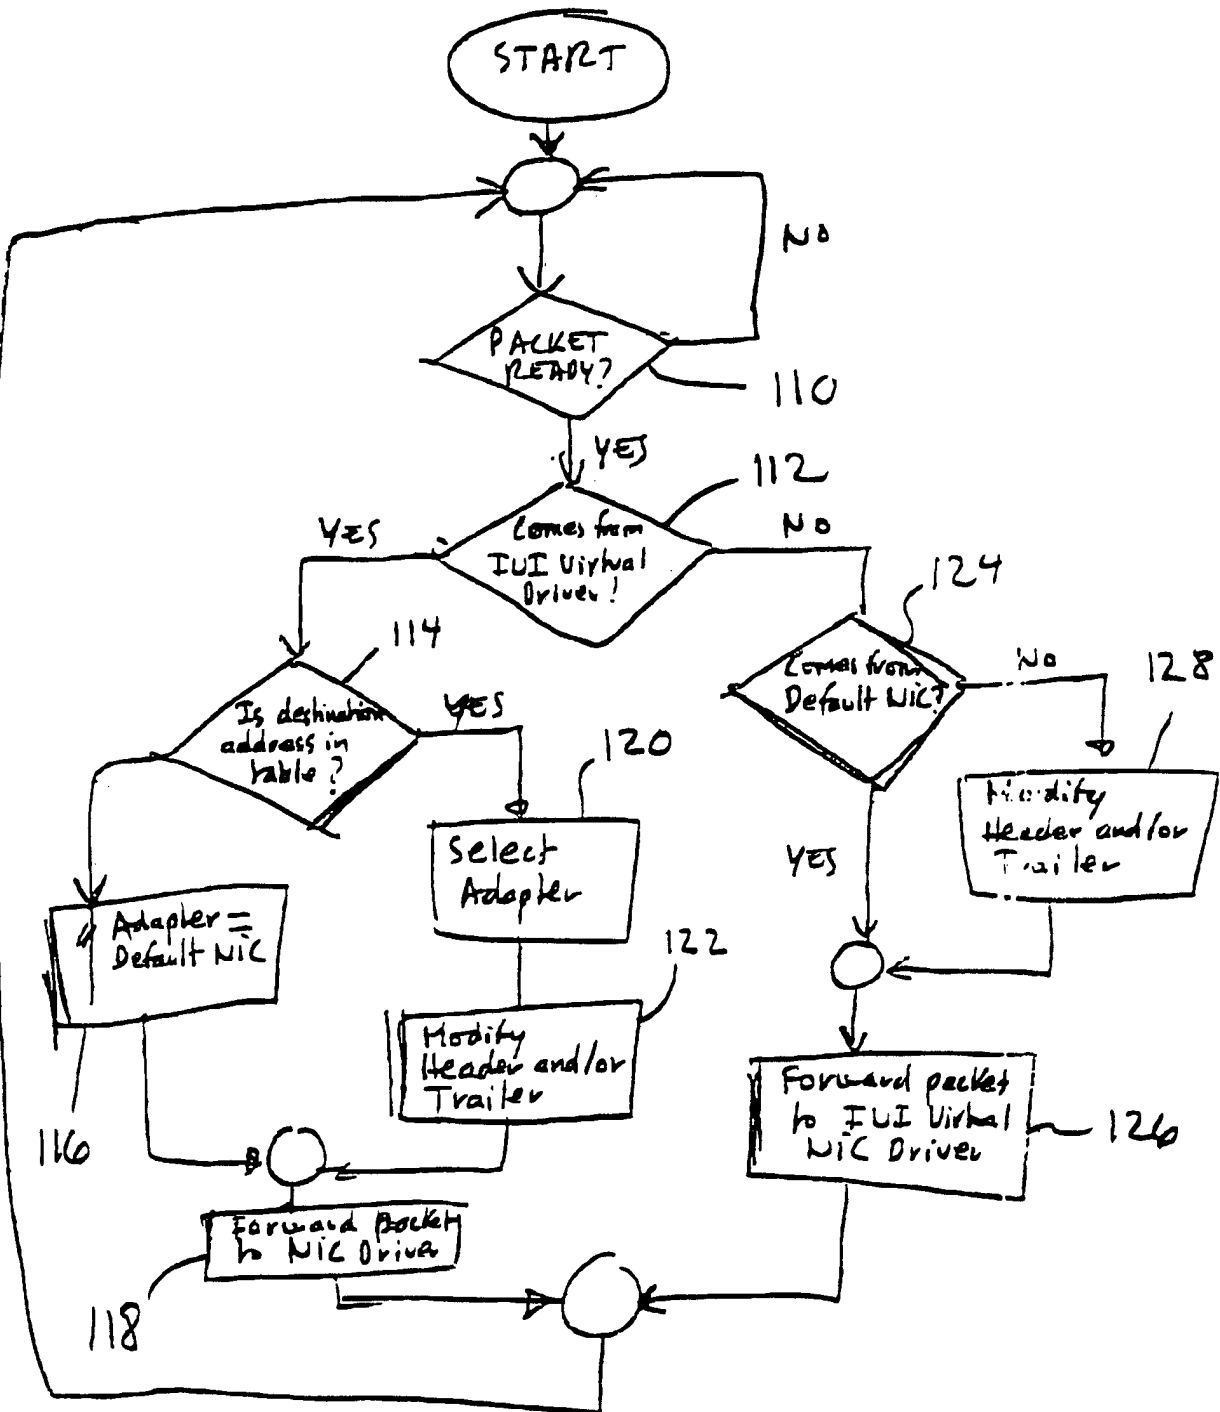 START
NO
PACKET
READY?
110
YES
112
YES
Comes from
IUI Virtual
Driver?
NO
124
114
Comes from
Default NIC?
No
128
Is destination
address in
table?
YES
120
Modify
Header and/or
Trailer
Select
Adapter
YES
Adapter =
Default NIC
122
Modify
Header and/or
Trailer
Forward packet
to IUI Virtual
NIC Driver
126
116
Forward Packet
to NIC Driver
118